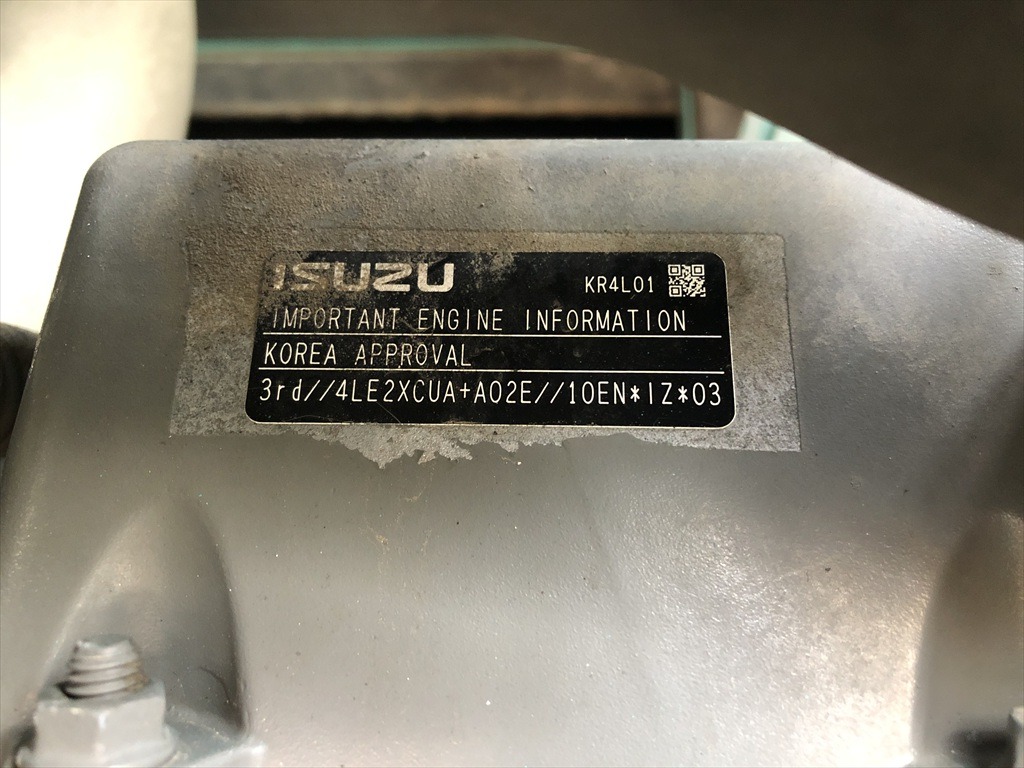 ISUZU KR4L01
IMPORTANT ENGINE INFORMATION
KOREA APPROVAL
3rd//4LE2XCUA+A02E//10EN*IZ*03